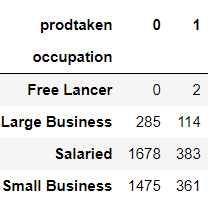 prodtaken 0 1
occupation
Free Lancer 0 2
Large Business 285 114
Salaried 1678 383
Small Business 1475 361